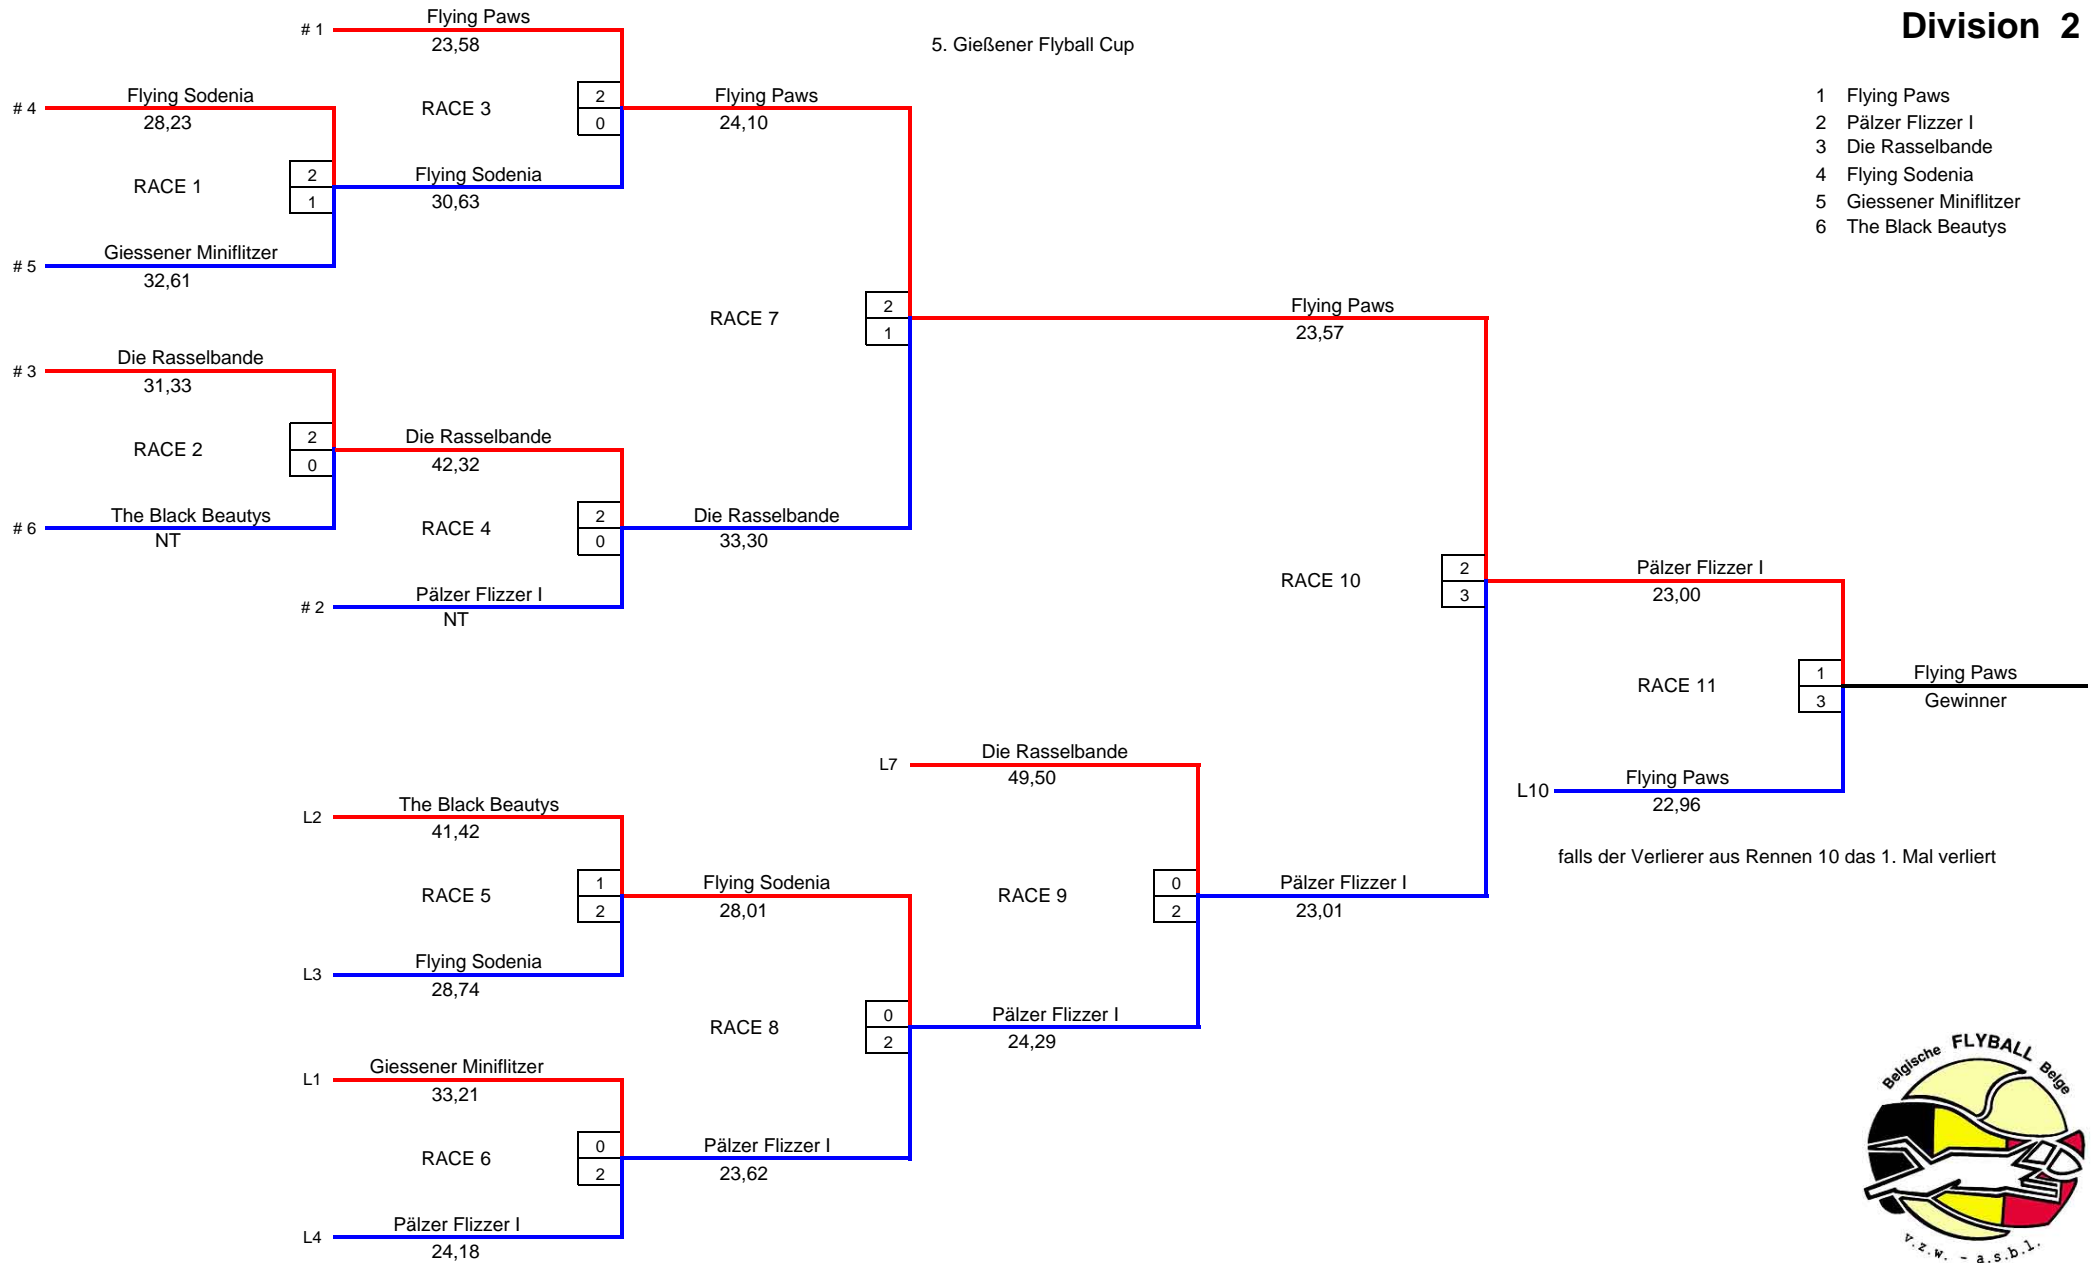 Division 2
5. Gießener Flyball Cup
1 Flying Paws
2 Pälzer Flizzer I
3 Die Rasselbande
4 Flying Sodenia
5 Giessener Miniflitzer
6 The Black Beautys
# 1
Flying Paws
23,58
RACE 3
2
0
Flying Paws
24,10
# 4
Flying Sodenia
28,23
RACE 1
2
1
Flying Sodenia
30,63
# 5
Giessener Miniflitzer
32,61
RACE 7
2
1
Flying Paws
23,57
# 3
Die Rasselbande
31,33
RACE 2
2
0
Die Rasselbande
42,32
# 6
The Black Beautys
NT
RACE 4
2
0
Die Rasselbande
33,30
# 2
Pälzer Flizzer I
NT
RACE 10
2
3
Pälzer Flizzer I
23,00
RACE 11
1
3
Flying Paws
Gewinner
L7
Die Rasselbande
49,50
L10
Flying Paws
22,96
falls der Verlierer aus Rennen 10 das 1. Mal verliert
L2
The Black Beautys
41,42
RACE 5
1
2
Flying Sodenia
28,01
RACE 9
0
2
Pälzer Flizzer I
23,01
L3
Flying Sodenia
28,74
RACE 8
0
2
Pälzer Flizzer I
24,29
L1
Giessener Miniflitzer
33,21
RACE 6
0
2
Pälzer Flizzer I
23,62
L4
Pälzer Flizzer I
24,18
Belgische FLYBALL Belge
v.z.w. - a.s.b.l.